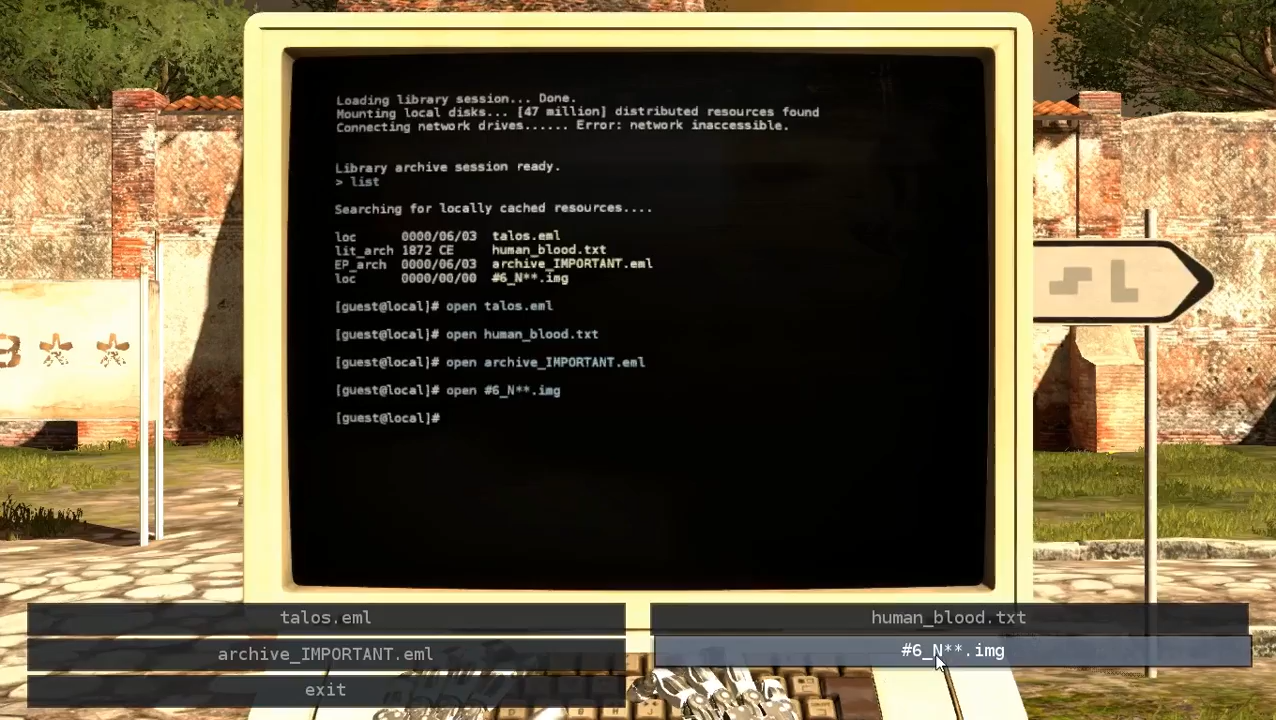 Loading library session... Done.
Mounting local disks... [47 million] distributed resources found
Connecting network drives...... Error: network inaccessible.
Library archive session ready.
> list
Searching for locally cached resources....
loc 0000/06/03 talos.eml
lit_arch 1872 CE human_blood.txt
EP_arch 0000/06/03 archive_IMPORTANT.eml
loc 0000/00/00 #6_N**.img
[guest@local]# open talos.eml
[guest@local]# open human_blood.txt
[guest@local]# open archive_IMPORTANT.eml
[guest@local]# open #6_N**.img
[guest@local]#
talos.eml
human_blood.txt
archive_IMPORTANT.eml
#6_N**.img
exit